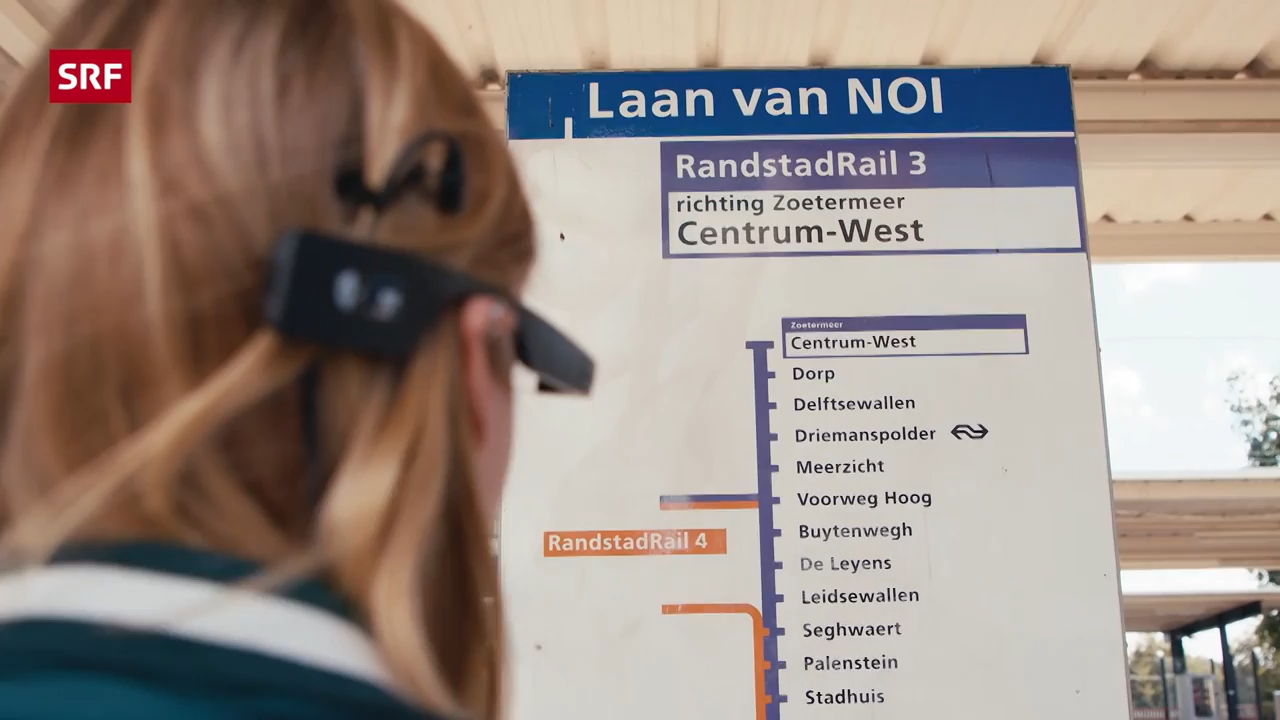 SRF
Laan van NOI
RandstadRail 3
richting Zoetermeer
Centrum-West
Zoetermeer
Centrum-West
Dorp
Delftsewallen
Driemanspolder
Meerzicht
Voorweg Hoog
RandstadRail 4
Buytenwegh
De Leyens
Leidsewallen
Seghwaert
Palenstein
Stadhuis